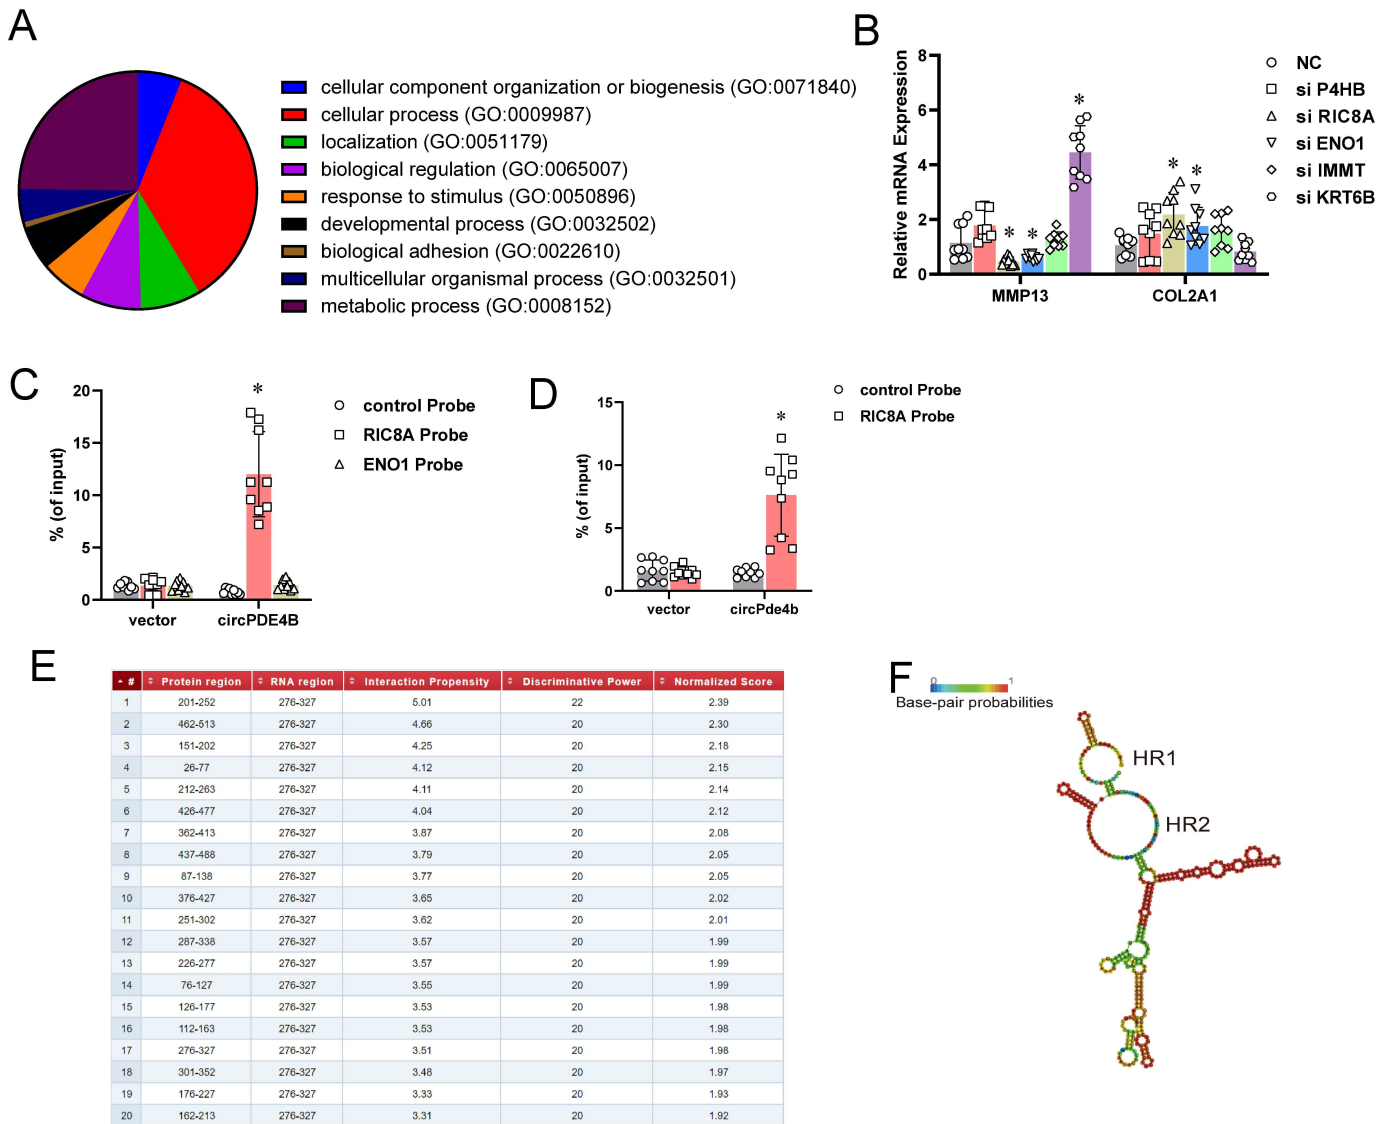 A
cellular component organization or biogenesis (GO:0071840)
cellular process (GO:0009987)
localization (GO:0051179)
biological regulation (GO:0065007)
response to stimulus (GO:0050896)
developmental process (GO:0032502)
biological adhesion (GO:0022610)
multicellular organismal process (GO:0032501)
metabolic process (GO:0008152)
B
Relative mRNA Expression
8
6
4
2
0
* * * * *
MMP13 COL2A1
NC
si P4HB
si RIC8A
si ENO1
si IMMT
si KRT6B
C
% (of input)
20
15
10
5
0
*
vector circPDE4B
control Probe
RIC8A Probe
ENO1 Probe
D
% (of input)
15
10
5
0
*
vector circPde4b
control Probe
RIC8A Probe
E
# Protein region RNA region Interaction Propensity Discriminative Power Normalized Score
1 201-252 276-327 5.01 22 2.39
2 462-513 276-327 4.66 20 2.30
3 151-202 276-327 4.25 20 2.18
4 26-77 276-327 4.12 20 2.15
5 212-263 276-327 4.11 20 2.14
6 426-477 276-327 4.04 20 2.12
7 362-413 276-327 3.87 20 2.08
8 437-488 276-327 3.79 20 2.05
9 87-138 276-327 3.77 20 2.05
10 376-427 276-327 3.65 20 2.02
11 251-302 276-327 3.62 20 2.01
12 287-338 276-327 3.57 20 1.99
13 226-277 276-327 3.57 20 1.99
14 76-127 276-327 3.55 20 1.99
15 126-177 276-327 3.53 20 1.98
16 112-163 276-327 3.53 20 1.98
17 276-327 276-327 3.51 20 1.98
18 301-352 276-327 3.48 20 1.97
19 176-227 276-327 3.33 20 1.93
20 162-213 276-327 3.31 20 1.92
F
0 1
Base-pair probabilities
HR1
HR2